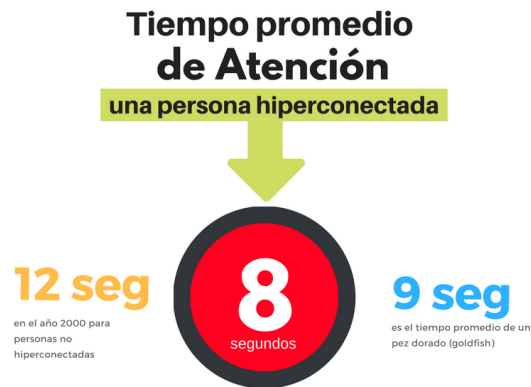 Tiempo promedio
de Atención
una persona hiperconectada
12 seg
en el año 2000 para
personas no
hiperconectadas
8
segundos
9 seg
es el tiempo promedio de un
pez dorado (goldfish)